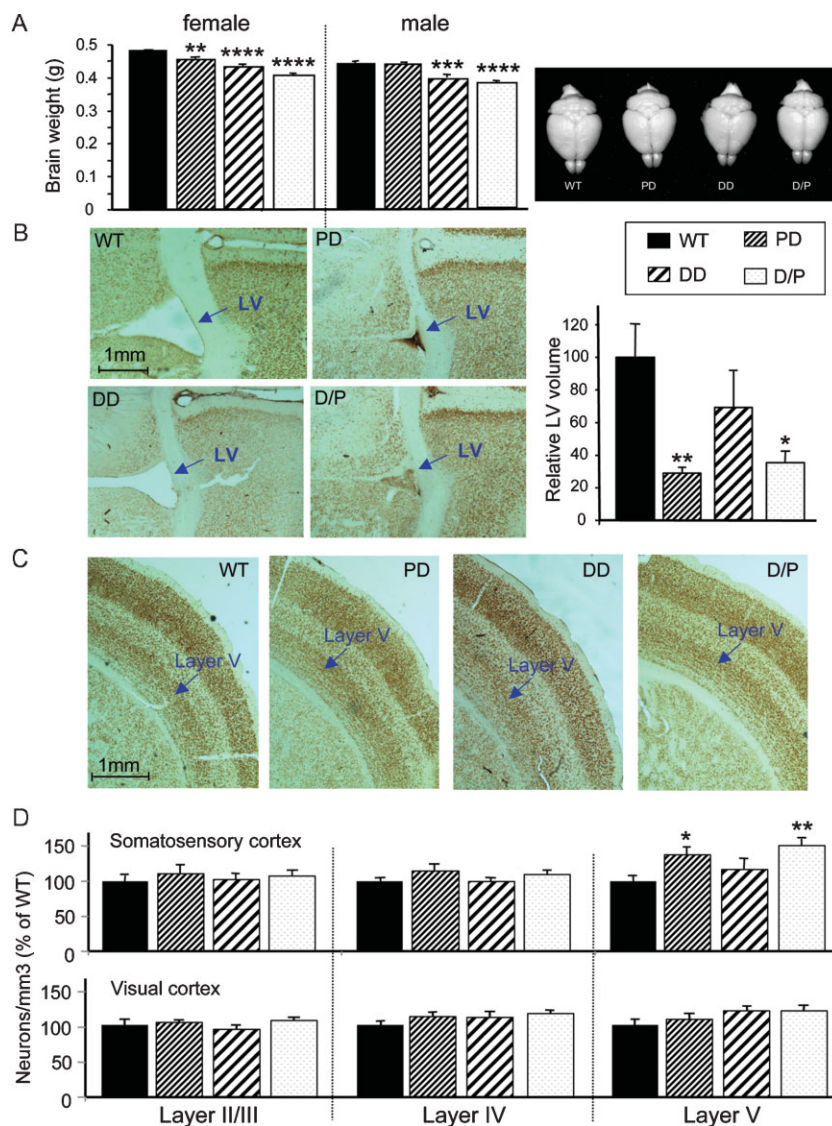 A
female
male
Brain weight (g)
0.5
0.4
0.3
0.2
0.1
0
**
****
****
***
****
WT
PD
DD
D/P
B
WT
LV
1mm
PD
LV
DD
LV
D/P
LV
WT
PD
DD
D/P
Relative LV volume
120
100
80
60
40
20
0
**
*
C
WT
Layer V
1mm
PD
Layer V
DD
Layer V
D/P
Layer V
D
Neurons/mm3 (% of WT)
150
100
50
0
Somatosensory cortex
*
**
150
100
50
0
Visual cortex
Layer II/III
Layer IV
Layer V